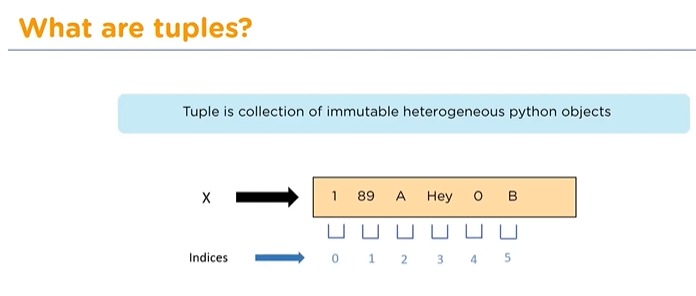 What are tuples?
Tuple is collection of immutable heterogeneous python objects
X 1 89 A Hey O B
Indices 0 1 2 3 4 5